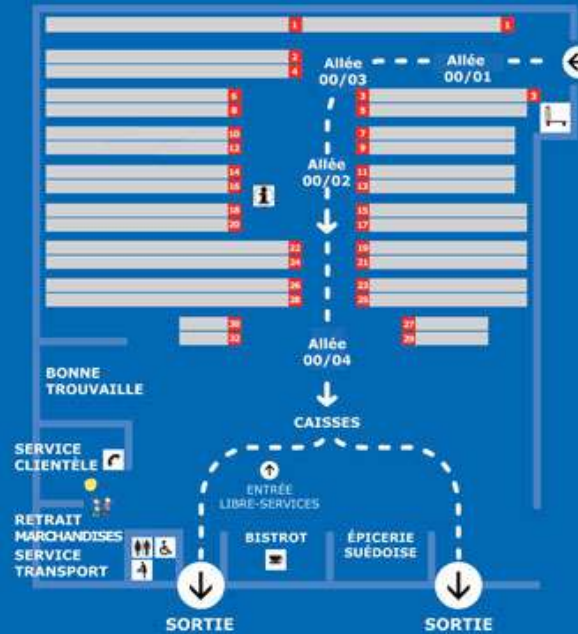 1 1
2
4
Allée
00/03
Allée
00/01
6
8
3 3
5
10
12
7
9
14
16
Allée
00/02
11
13
18
20
15
17
22
24
19
21
26
28
23
25
30
32
27
29
Allée
00/04
BONNE
TROUVAILLE
CAISSES
SERVICE
CLIENTÈLE
ENTRÉE
LIBRE-SERVICES
RETRAIT
MARCHANDISES
SERVICE
TRANSPORT
BISTROT
ÉPICERIE
SUÉDOISE
SORTIE
SORTIE